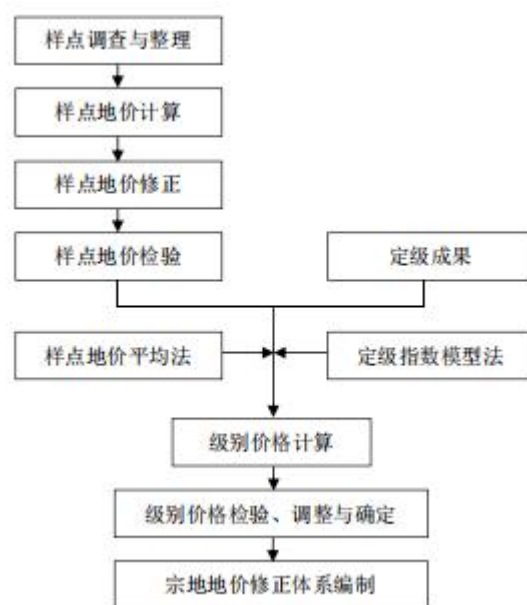 样点调查与整理
样点地价计算
样点地价修正
样点地价检验
定级成果
样点地价平均法
定级指数模型法
级别价格计算
级别价格检验、调整与确定
宗地地价修正体系编制